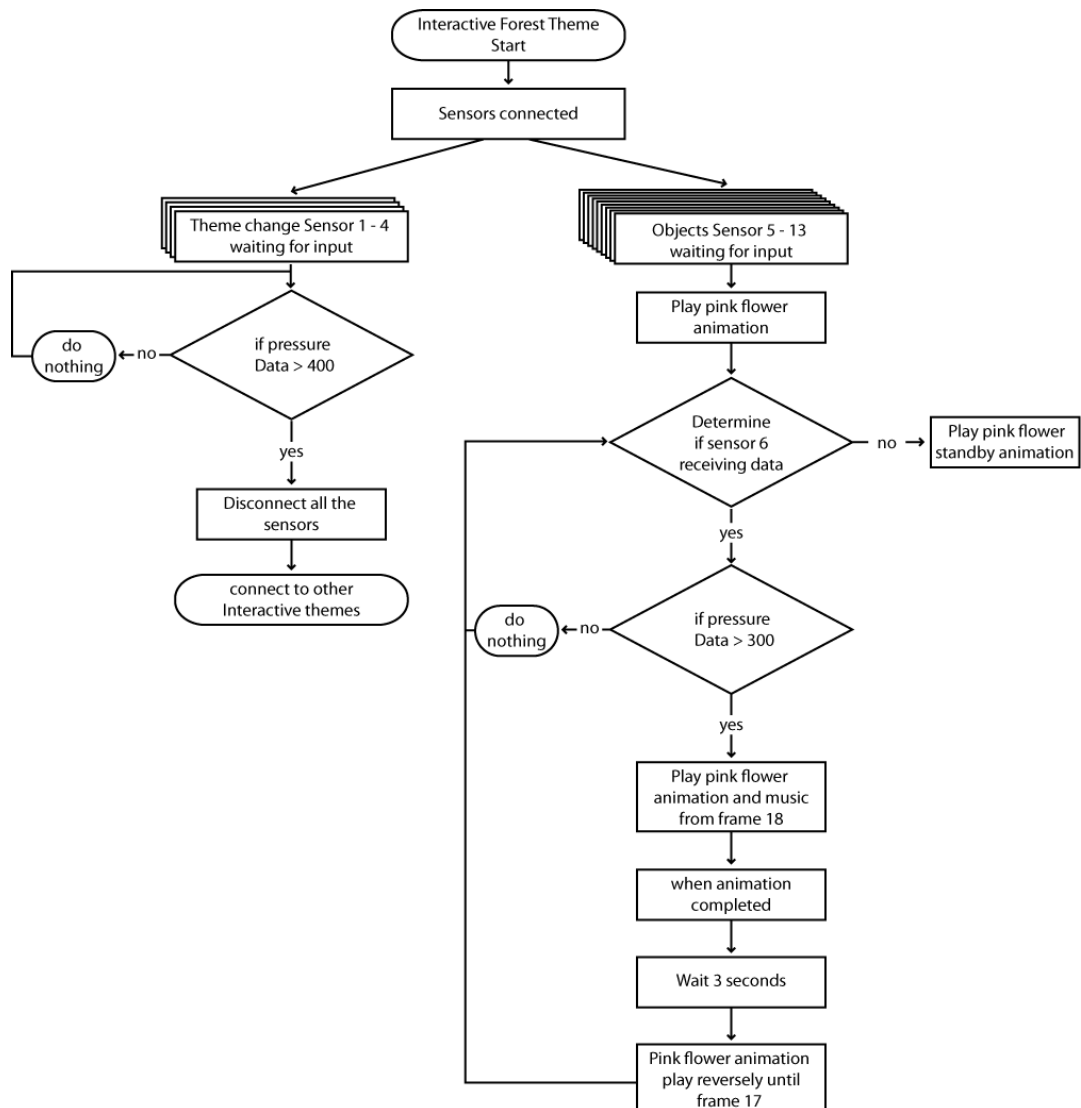 Interactive Forest Theme
Start
Sensors connected
Theme change Sensor 1 - 4
waiting for input
if pressure
Data > 400
no
do
nothing
yes
Disconnect all the
sensors
connect to other
Interactive themes
Objects Sensor 5 - 13
waiting for input
Play pink flower
animation
Determine
if sensor 6
receiving data
no
Play pink flower
standby animation
yes
if pressure
Data > 300
no
do
nothing
yes
Play pink flower
animation and music
from frame 18
when animation
completed
Wait 3 seconds
Pink flower animation
play reversely until
frame 17